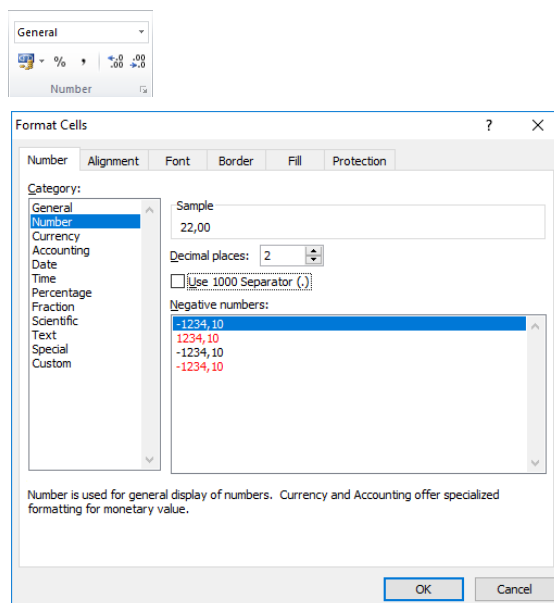 General
% , ,0 ,00 ,00 ,0
Number
Format Cells
?
Number Alignment Font Border Fill Protection
Category:
General
Number
Currency
Accounting
Date
Time
Percentage
Fraction
Scientific
Text
Special
Custom
Sample
22,00
Decimal places: 2
Use 1000 Separator (.)
Negative numbers:
-1234,10
1234,10
-1234,10
-1234,10
Number is used for general display of numbers. Currency and Accounting offer specialized
formatting for monetary value.
OK Cancel